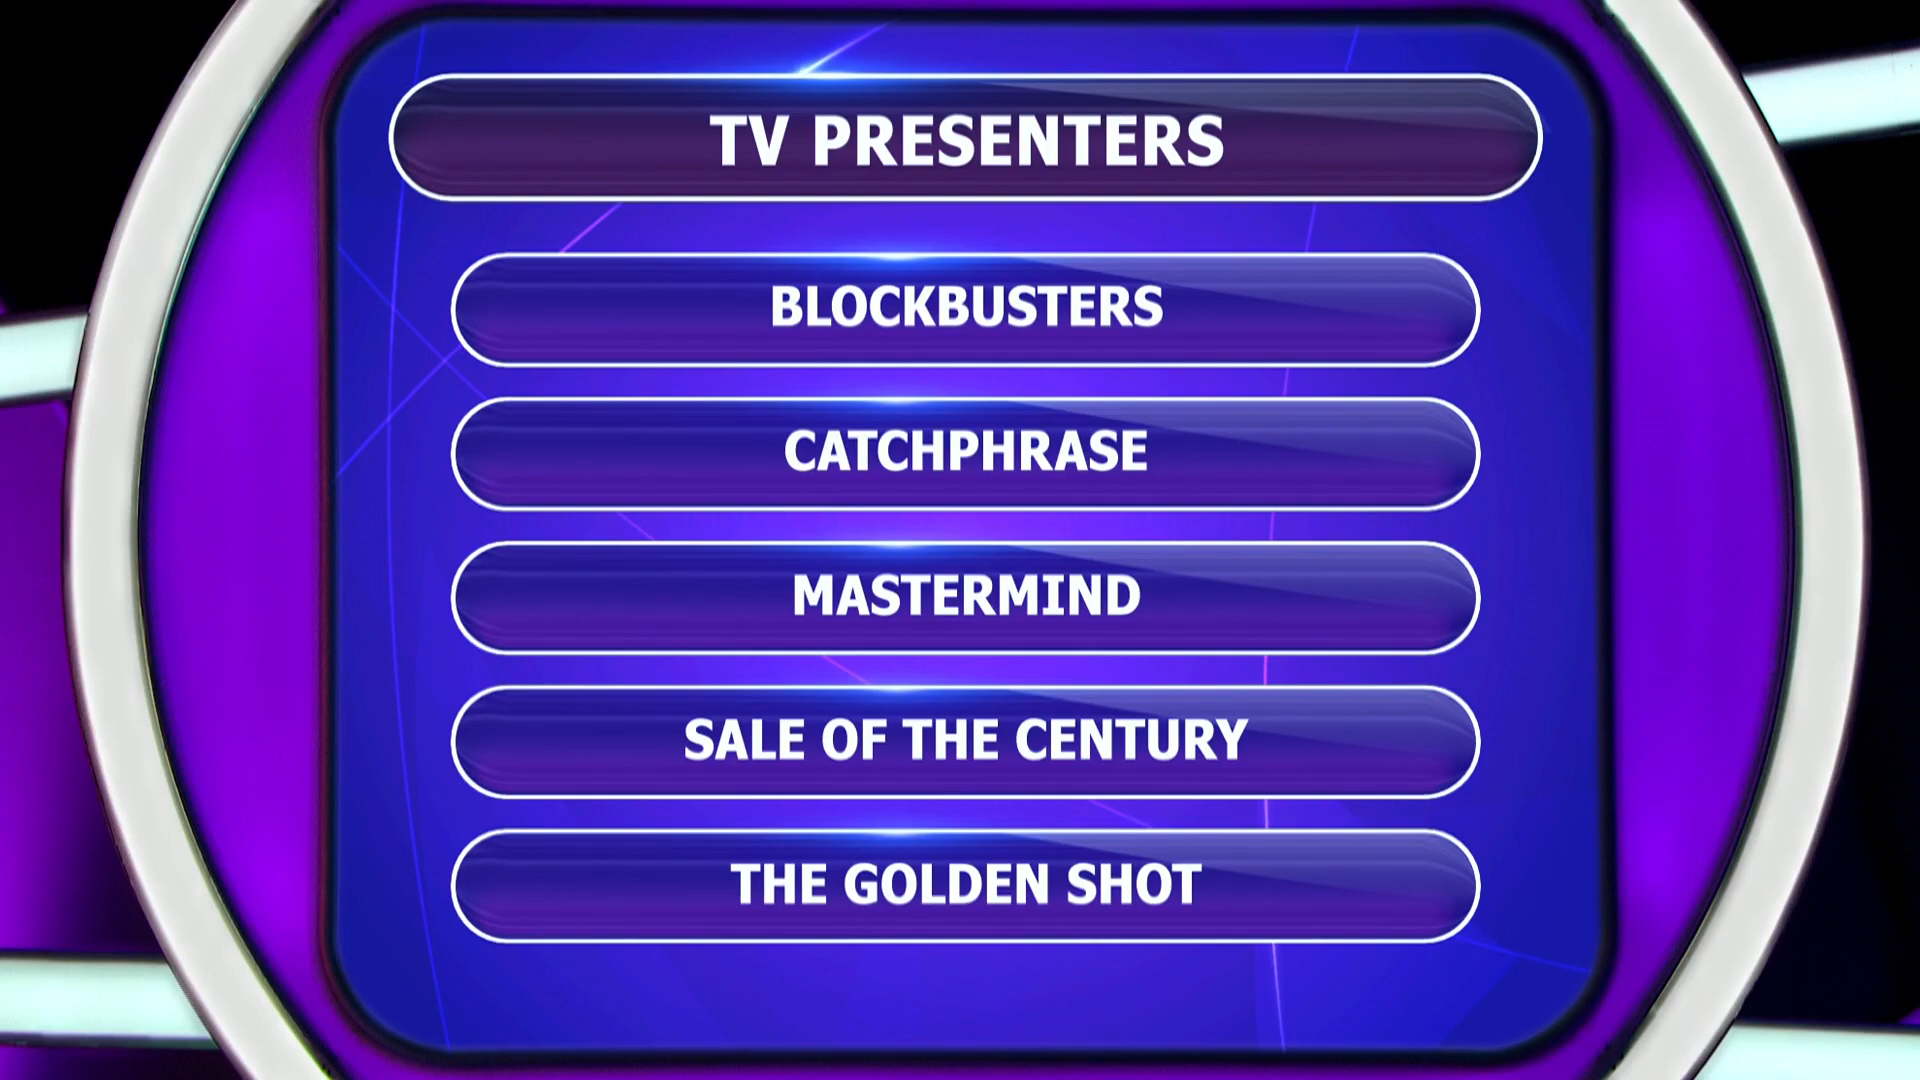 TV PRESENTERS
BLOCKBUSTERS
CATCHPHRASE
MASTERMIND
SALE OF THE CENTURY
THE GOLDEN SHOT